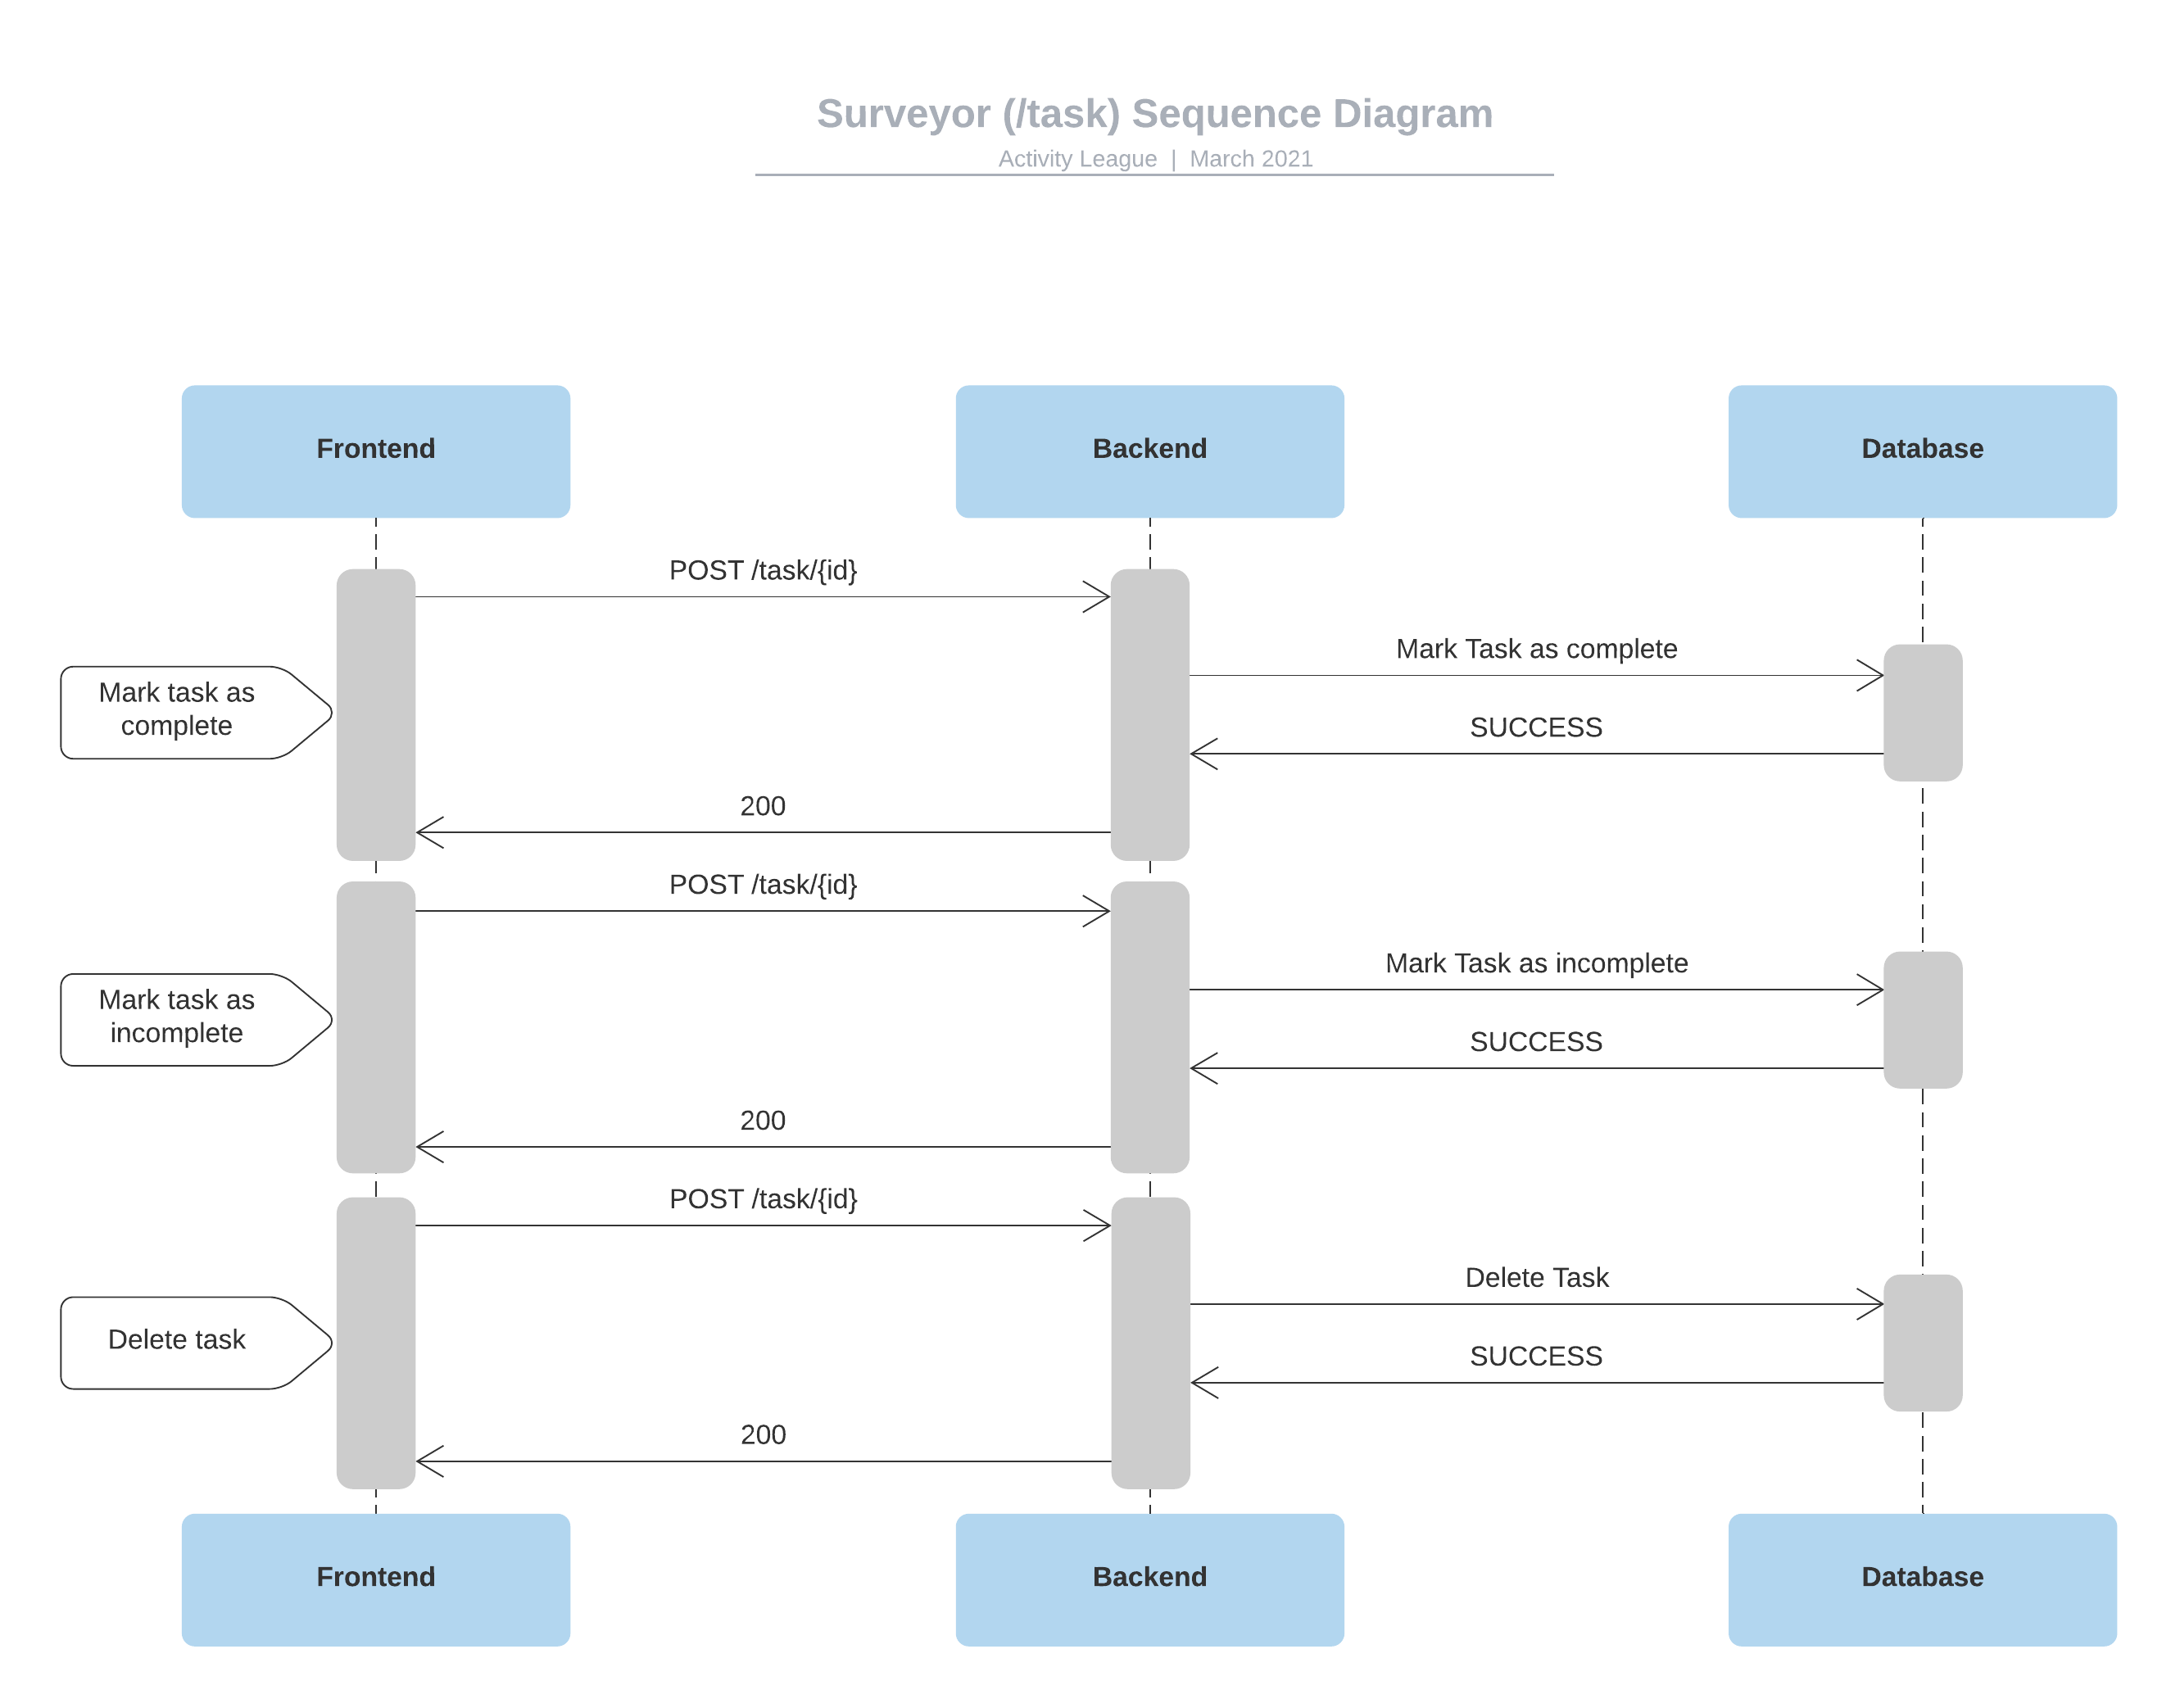 Surveyor (/task) Sequence Diagram
Activity League | March 2021
Frontend
Backend
Database
POST /task/{id}
Mark Task as complete
Mark task as
complete
SUCCESS
200
POST /task/{id}
Mark Task as incomplete
Mark task as
incomplete
SUCCESS
200
POST /task/{id}
Delete Task
Delete task
SUCCESS
200
Frontend
Backend
Database